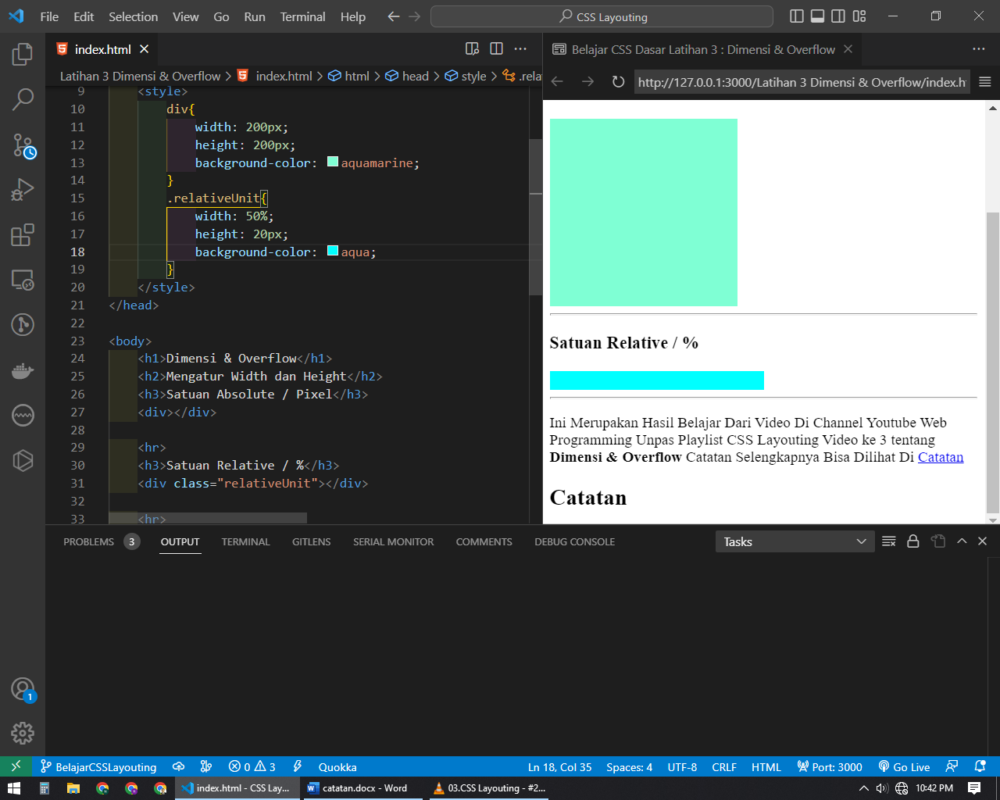 File Edit Selection View Go Run Terminal Help
CSS Layouting
index.html
Belajar CSS Dasar Latihan 3 : Dimensi & Overflow
Latihan 3 Dimensi & Overflow > index.html > html > head > style > .rela
http://127.0.0.1:3000/Latihan 3 Dimensi & Overflow/index.h
9 <style>
10 div{
11 width: 200px;
12 height: 200px;
13 background-color: aquamarine;
14 }
15 .relativeUnit{
16 width: 50%;
17 height: 20px;
18 background-color: aqua;
19 }
20 </style>
21 </head>
22
23 <body>
24 <h1>Dimensi & Overflow</h1>
25 <h2>Mengatur Width dan Height</h2>
26 <h3>Satuan Absolute / Pixel</h3>
27 <div></div>
28
29 <hr>
30 <h3>Satuan Relative / %</h3>
31 <div class="relativeUnit"></div>
32
33 <hr>
Satuan Relative / %
Ini Merupakan Hasil Belajar Dari Video Di Channel Youtube Web
Programming Unpas Playlist CSS Layouting Video ke 3 tentang
Dimensi & Overflow Catatan Selengkapnya Bisa Dilihat Di Catatan
Catatan
PROBLEMS 3 OUTPUT TERMINAL GITLENS SERIAL MONITOR COMMENTS DEBUG CONSOLE
Tasks
1
BelajarCSSLayouting 0 3 Quokka Ln 18, Col 35 Spaces: 4 UTF-8 CRLF HTML Port: 3000 Go Live
index.html - CSS Lay... catatan.docx - Word 03.CSS Layouting - #2... 10:42 PM